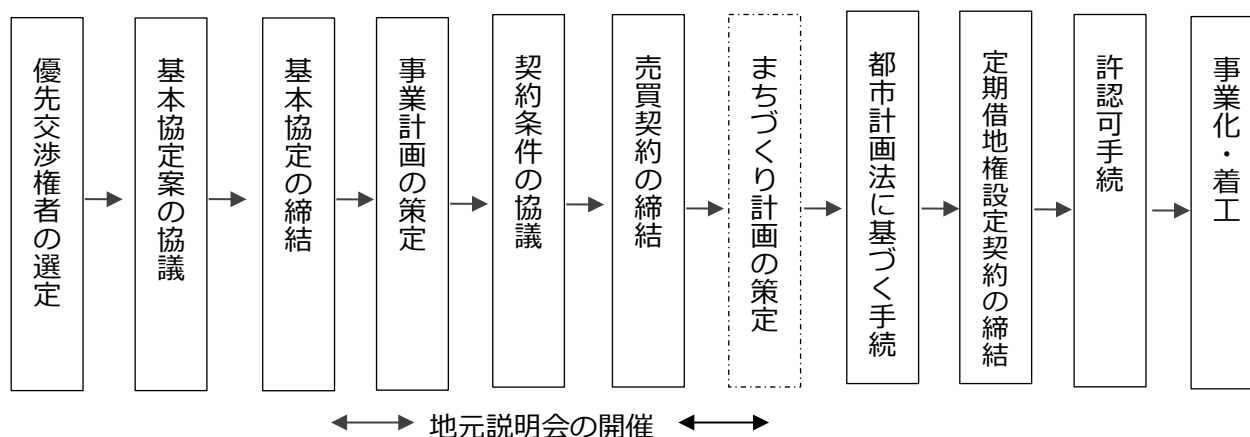 優先交渉権者の選定
基本協定案の協議
基本協定の締結
事業計画の策定
契約条件の協議
売買契約の締結
まちづくり計画の策定
都市計画法に基づく手続
定期借地権設定契約の締結
許認可手続
事業化・着工
地元説明会の開催